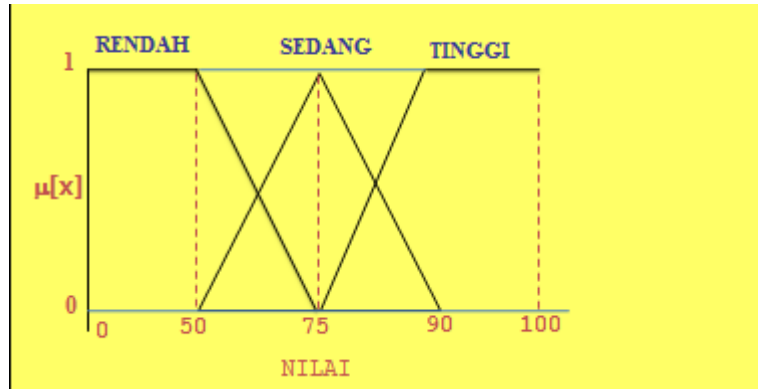 RENDAH SEDANG TINGGI
1
μ[x]
0
0 50 75 90 100
NILAI